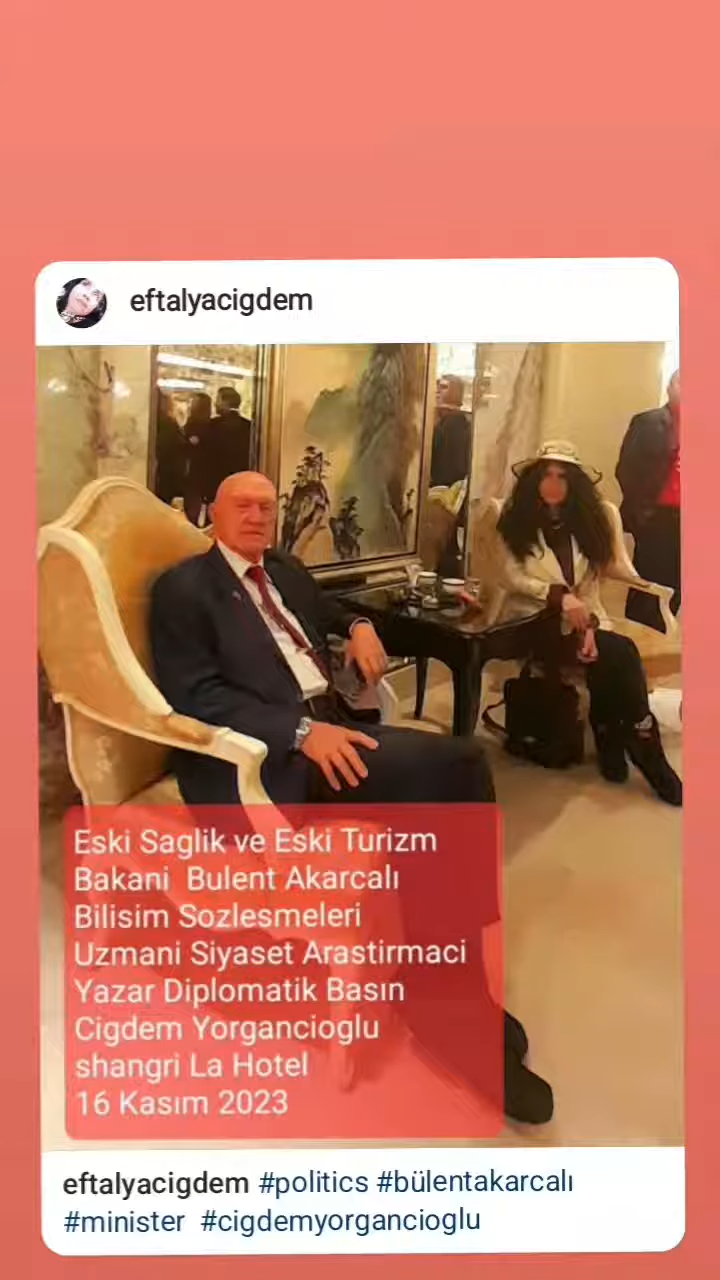 eftalyacigdem
Eski Saglik ve Eski Turizm
Bakani Bulent Akarcalı
Bilisim Sozlesmeleri
Uzmani Siyaset Arastirmaci
Yazar Diplomatik Basın
Cigdem Yorgancioglu
shangri La Hotel
16 Kasım 2023
eftalyacigdem #politics #bülentakarcalı
#minister #cigdemyorgancioglu